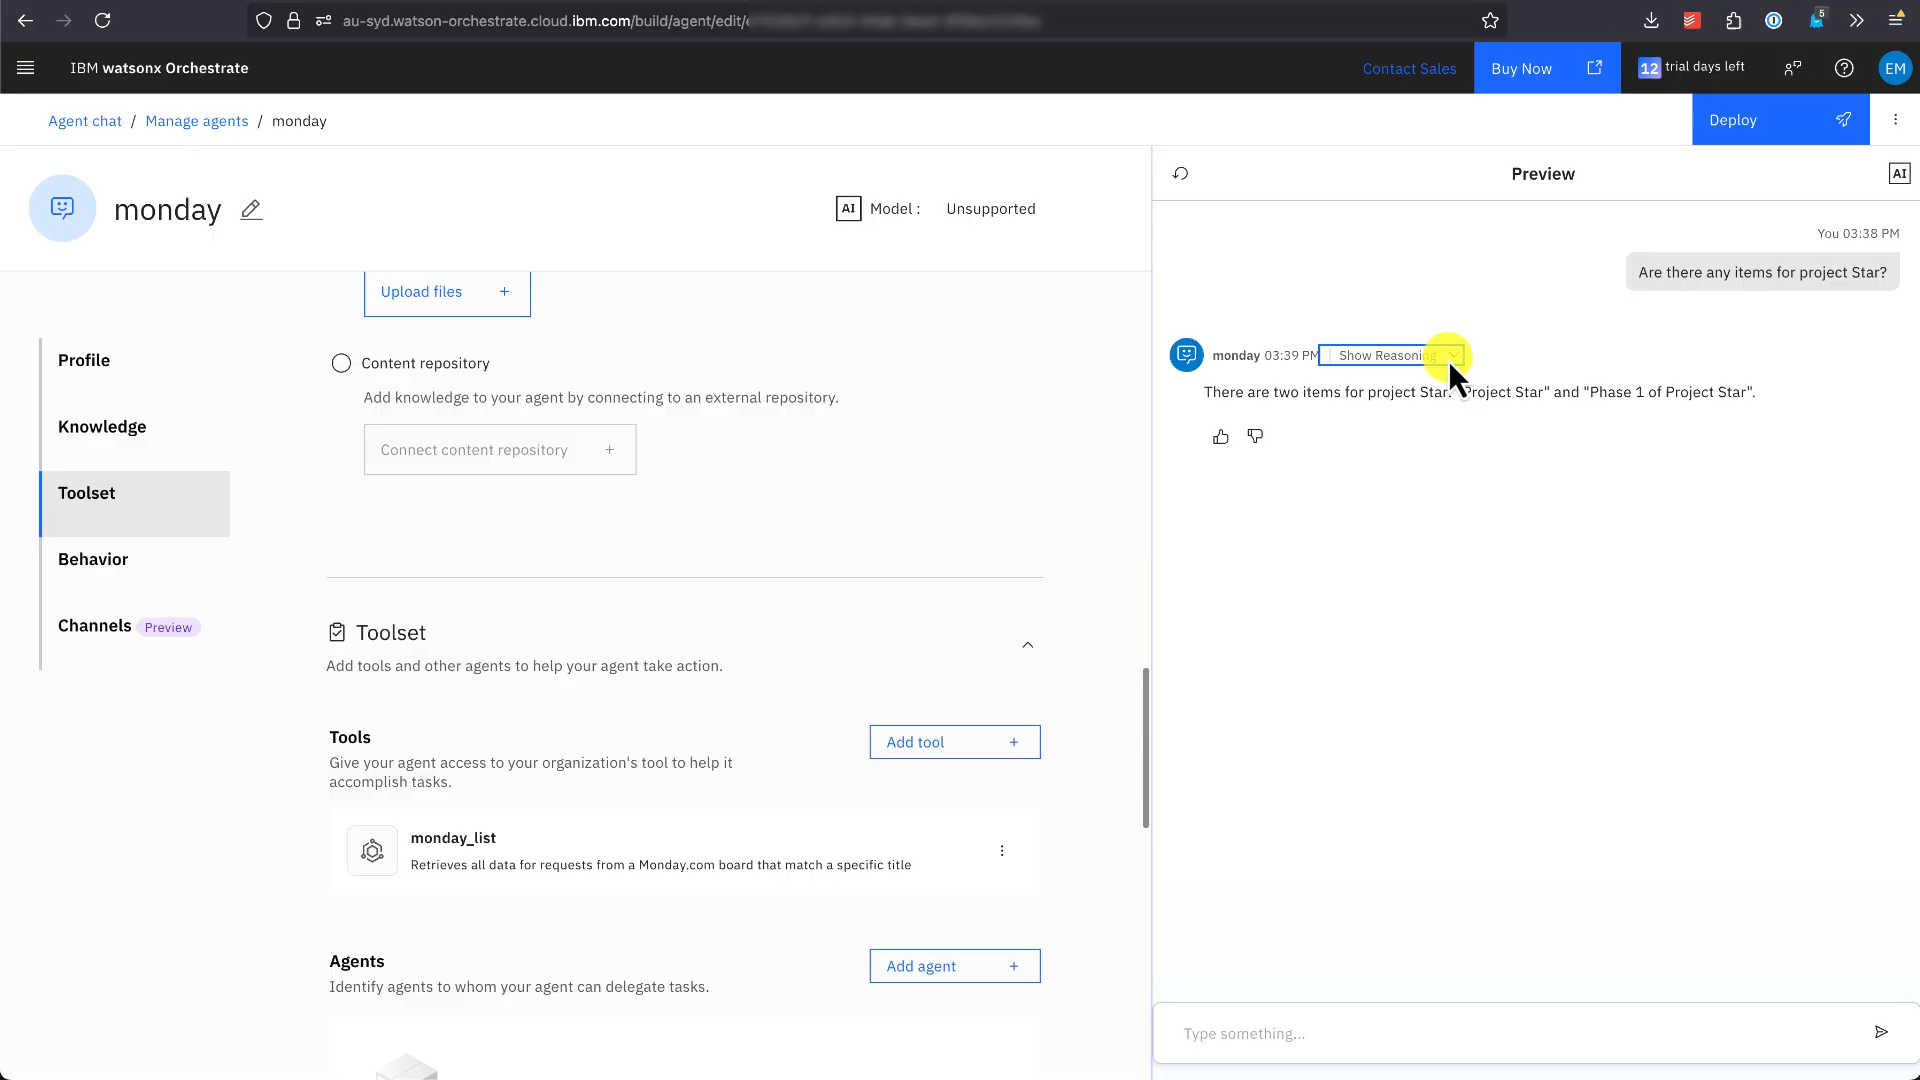 au-syd.watson-orchestrate.cloud.ibm.com/build/agent/edit/
5
IBM watsonx Orchestrate
Contact Sales
Buy Now
12 trial days left
EM
Agent chat / Manage agents / monday
Deploy
monday
AI Model : Unsupported
Preview
AI
Upload files +
Content repository
Add knowledge to your agent by connecting to an external repository.
Connect content repository +
Profile
Knowledge
Toolset
Behavior
Channels Preview
Toolset
Add tools and other agents to help your agent take action.
Tools
Give your agent access to your organization's tool to help it
accomplish tasks.
Add tool +
monday_list
Retrieves all data for requests from a Monday.com board that match a specific title
Agents
Identify agents to whom your agent can delegate tasks.
Add agent +
You 03:38 PM
Are there any items for project Star?
monday 03:39 PM Show Reasoning
There are two items for project Star: "Project Star" and "Phase 1 of Project Star".
Type something...